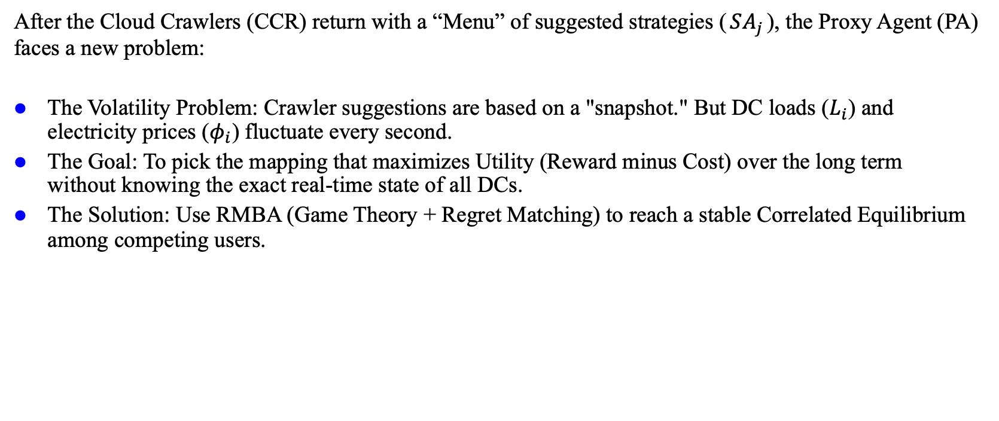 After the Cloud Crawlers (CCR) return with a “Menu” of suggested strategies (SAⱼ), the Proxy Agent (PA)
faces a new problem:
● The Volatility Problem: Crawler suggestions are based on a "snapshot." But DC loads (Lᵢ) and
electricity prices (ϕᵢ) fluctuate every second.
● The Goal: To pick the mapping that maximizes Utility (Reward minus Cost) over the long term
without knowing the exact real-time state of all DCs.
● The Solution: Use RMBA (Game Theory + Regret Matching) to reach a stable Correlated Equilibrium
among competing users.